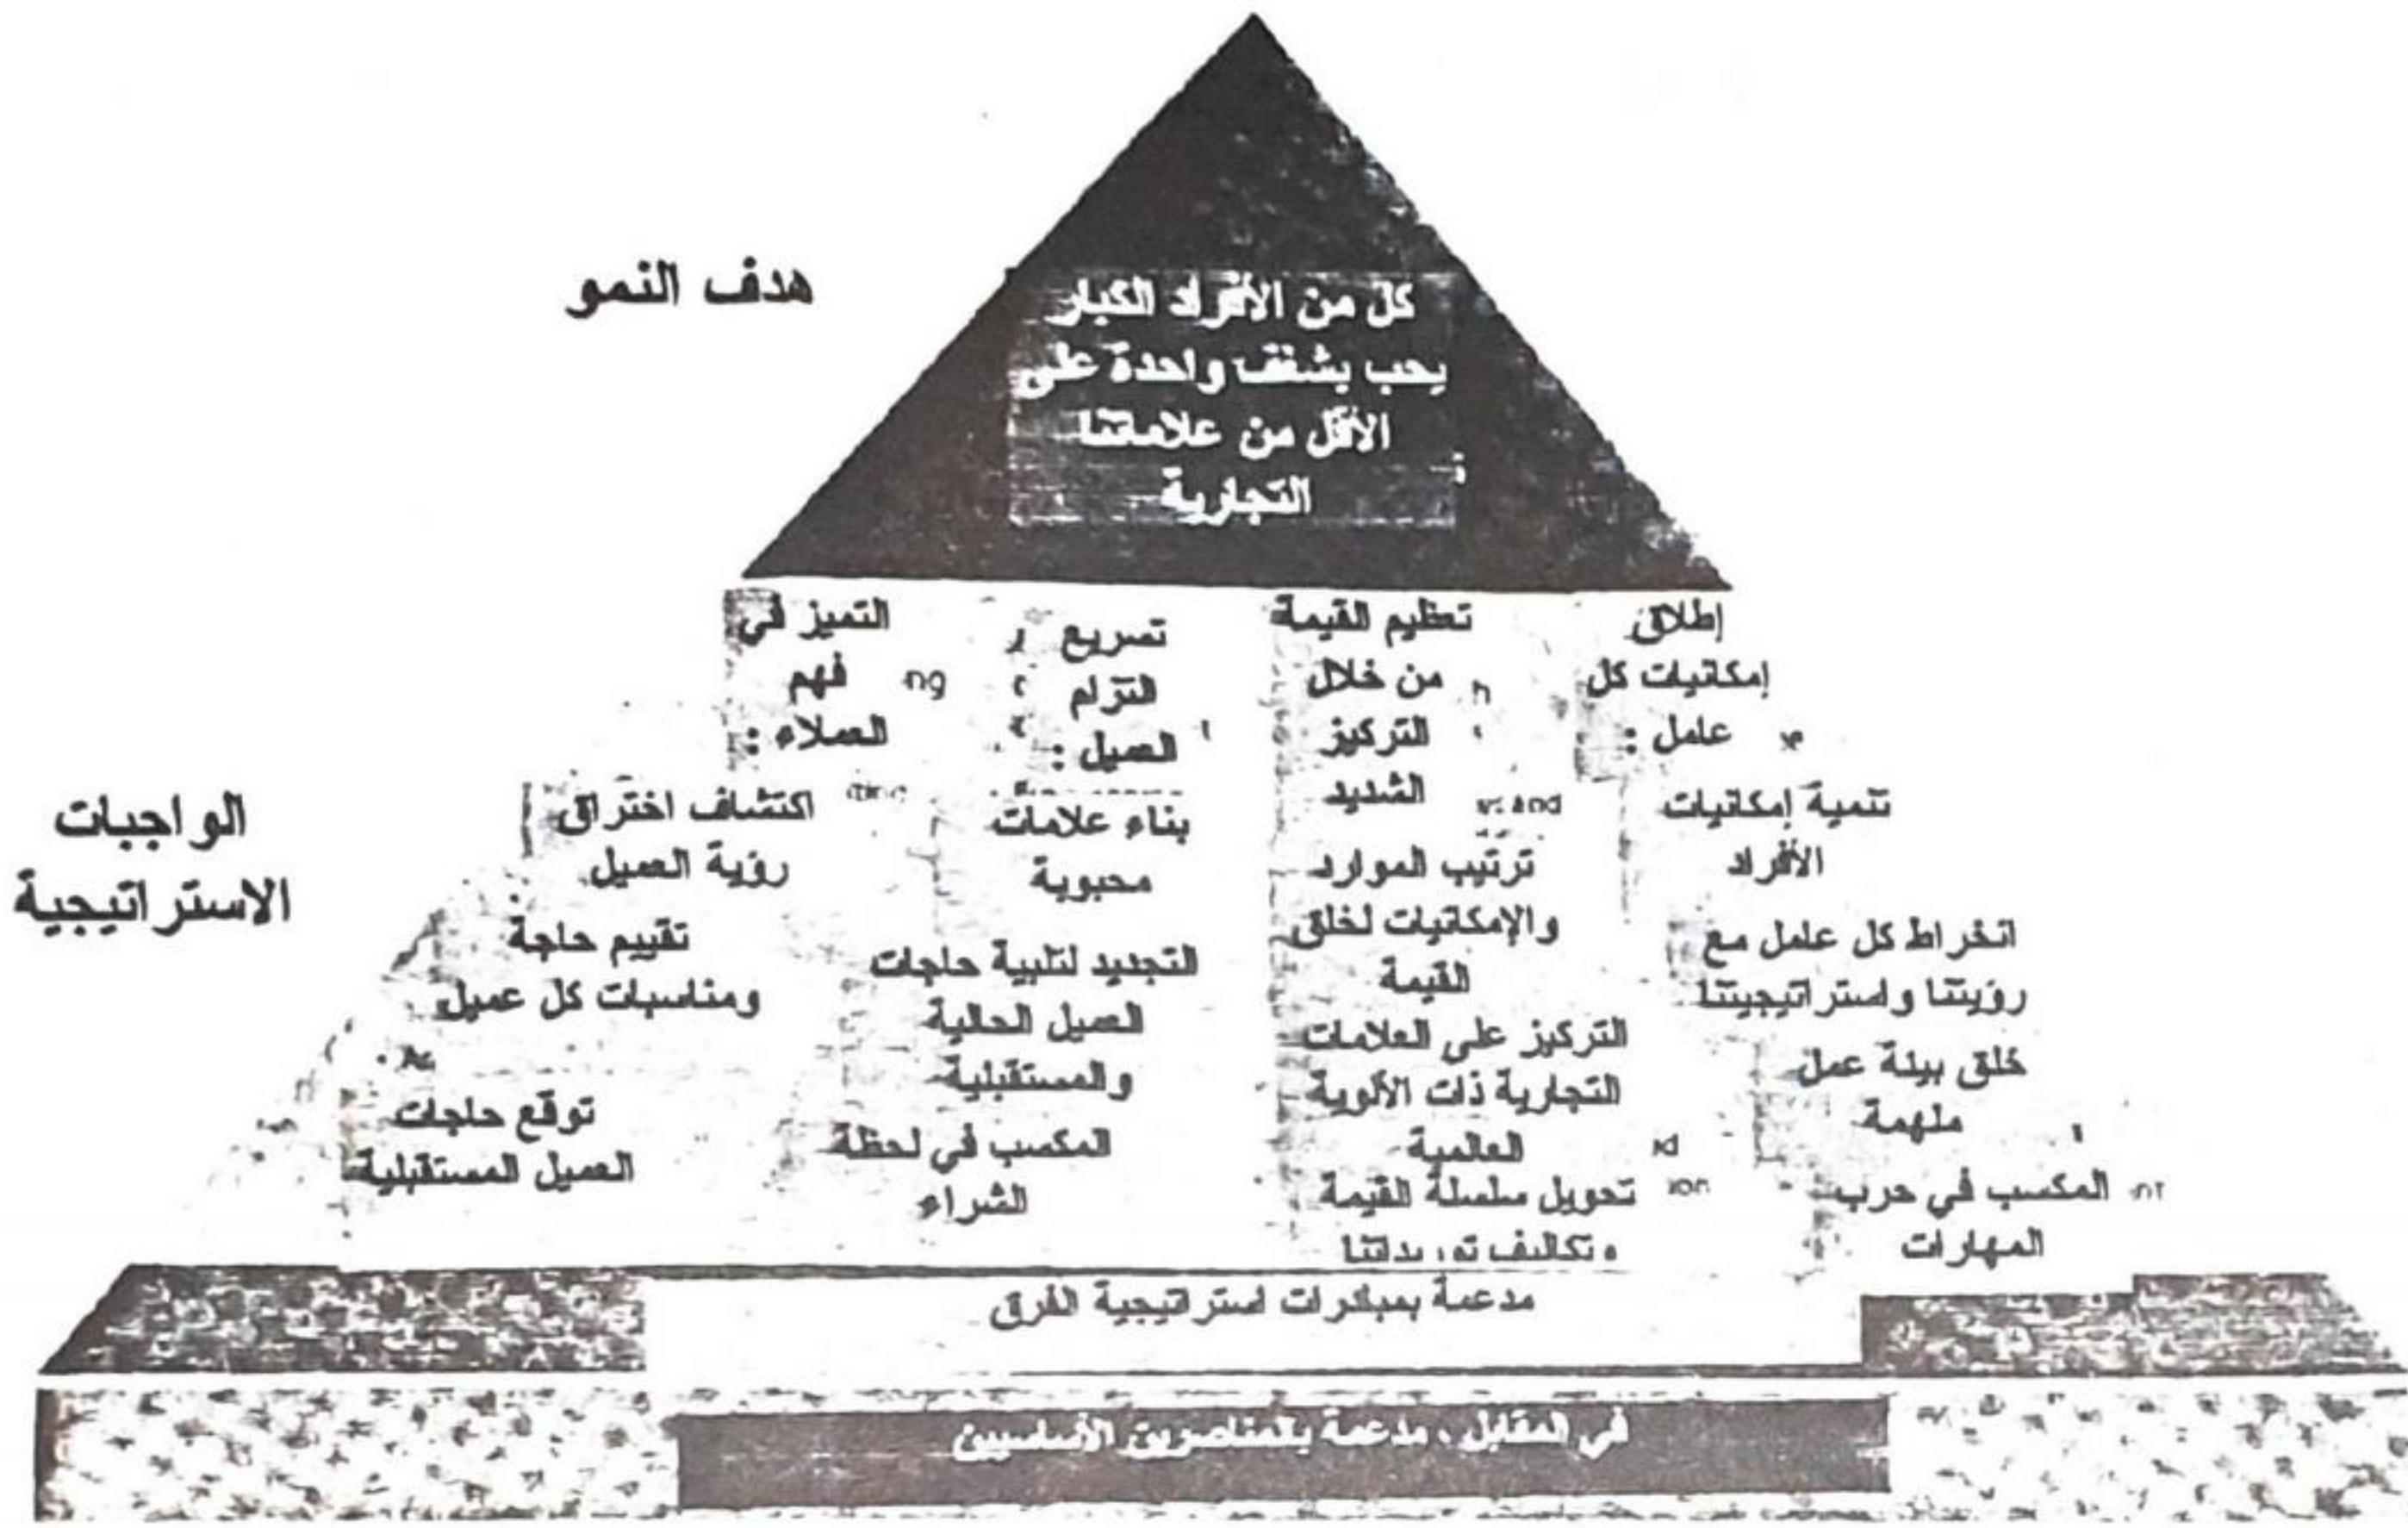 هدف النمو
كل من الأفراد الكبار
يحب بشغف واحدة على
الأقل من علاماتنا
التجارية
الواجبات
الاستراتيجية
إطلاق
إمكانيات كل
عامل :
تنمية إمكانيات
الأفراد
انخراط كل عامل مع
رؤيتنا واستراتيجيتنا
خلق بيئة عمل
ملهمة
المكسب في حرب
المهارات
تعظيم القيمة
من خلال
التركيز
الشديد
ترتيب الموارد
والإمكانيات لخلق
القيمة
التركيز على العلامات
التجارية ذات الألوية
العالمية
تحويل سلسلة القيمة
وتكاليف توريداتنا
تسريع
التزام
العميل :
بناء علامات
محبوبة
التجديد لتلبية حاجات
العميل الحالية
والمستقبلية
المكسب في لحظة
الشراء
التميز في
فهم
العملاء :
اكتشاف اختراق
رؤية العميل
تقييم حاجة
ومناسبات كل عميل
توقع حاجات
العميل المستقبلية
مدعمة بمبادرات استراتيجية الفرق
في المقابل ، مدعمة بالمناصرين الأساسيين